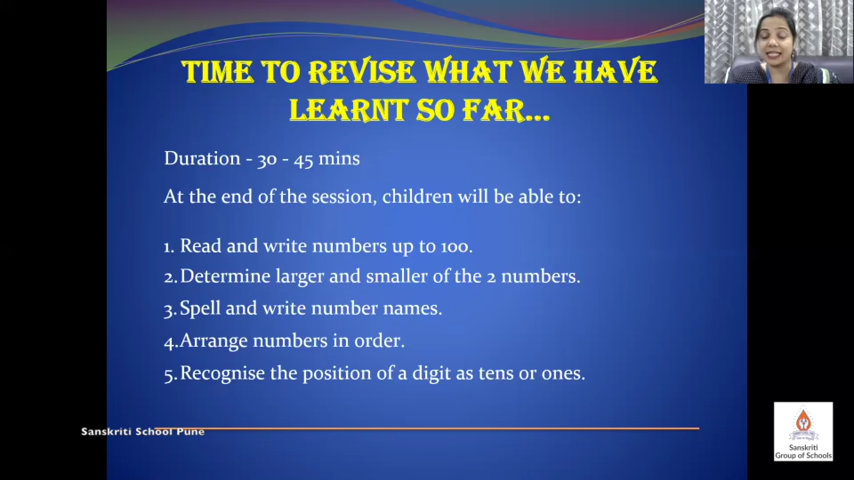 TIME TO REVISE WHAT WE HAVE
LEARNT SO FAR...
Duration - 30 - 45 mins
At the end of the session, children will be able to:
1. Read and write numbers up to 100.
2.Determine larger and smaller of the 2 numbers.
3.Spell and write number names.
4.Arrange numbers in order.
5.Recognise the position of a digit as tens or ones.
Sanskriti School Pune
Sanskriti
Group of Schools